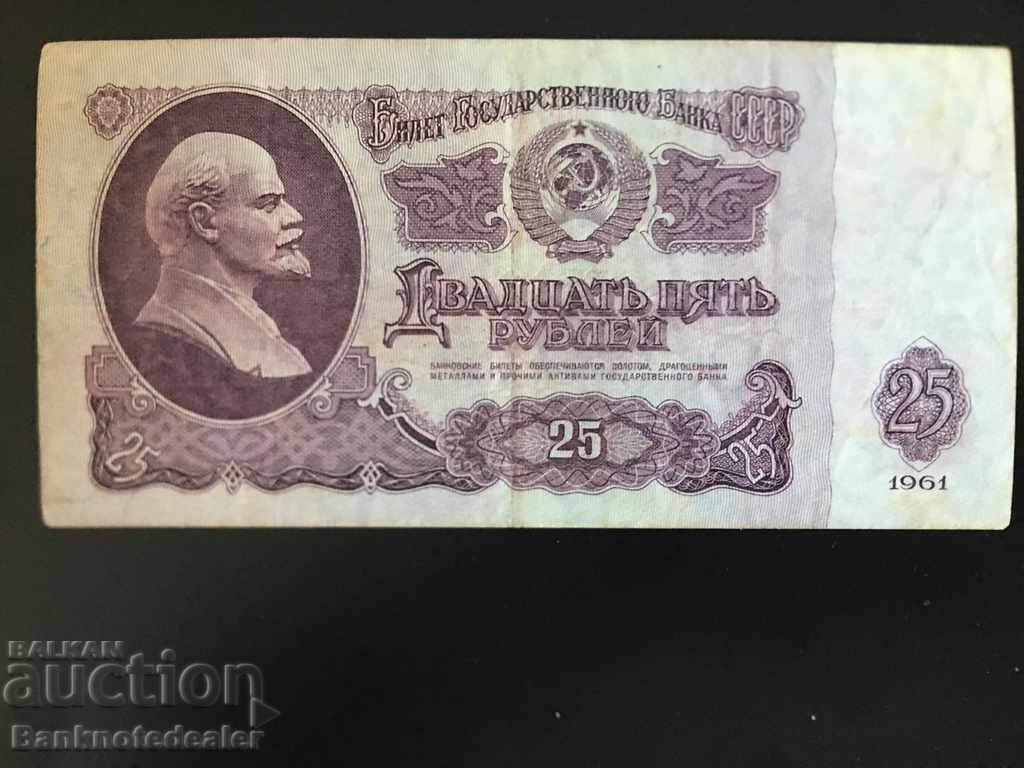 Билет Государственного Банка СССР
Двадцать пять
рублей
БАНКОВСКИЕ БИЛЕТЫ ОБЕСПЕЧИВАЮТСЯ ЗОЛОТОМ, ДРАГОЦЕННЫМИ
МЕТАЛЛАМИ И ПРОЧИМИ АКТИВАМИ ГОСУДАРСТВЕННОГО БАНКА
25
25
25
25
1961
BALKAN
auction
Banknotedealer